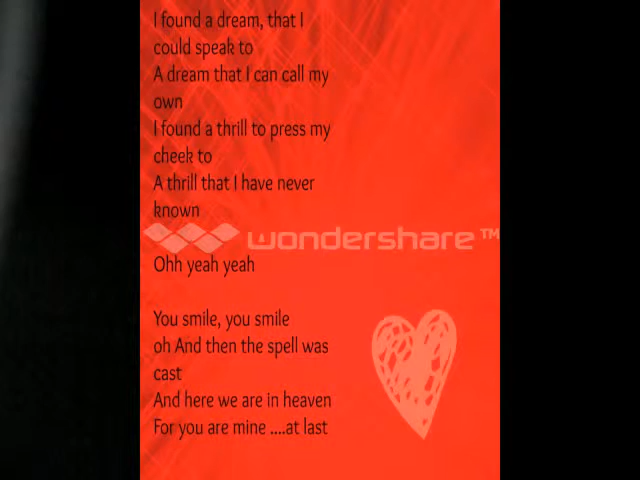 I found a dream, that I
could speak to
A dream that I can call my
own
I found a thrill to press my
cheek to
A thrill that I have never
known
wondershare™
Ohh yeah yeah
You smile, you smile
oh And then the spell was
cast
And here we are in heaven
For you are mine ....at last